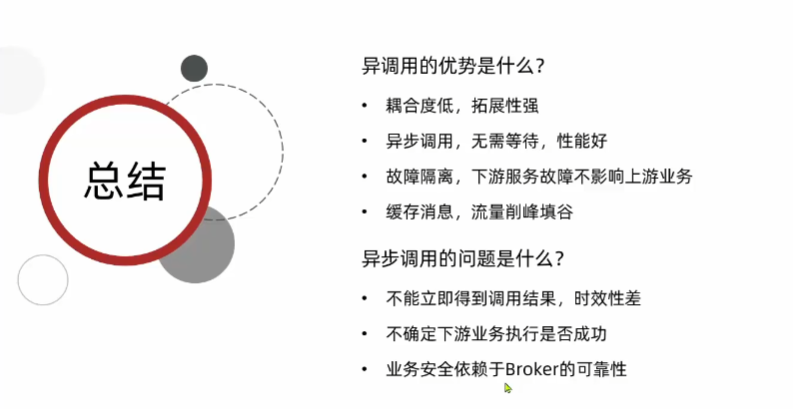 总结
异调用的优势是什么?
• 耦合度低，拓展性强
• 异步调用，无需等待，性能好
• 故障隔离，下游服务故障不影响上游业务
• 缓存消息，流量削峰填谷
异步调用的问题是什么?
• 不能立即得到调用结果，时效性差
• 不确定下游业务执行是否成功
• 业务安全依赖于Broker的可靠性